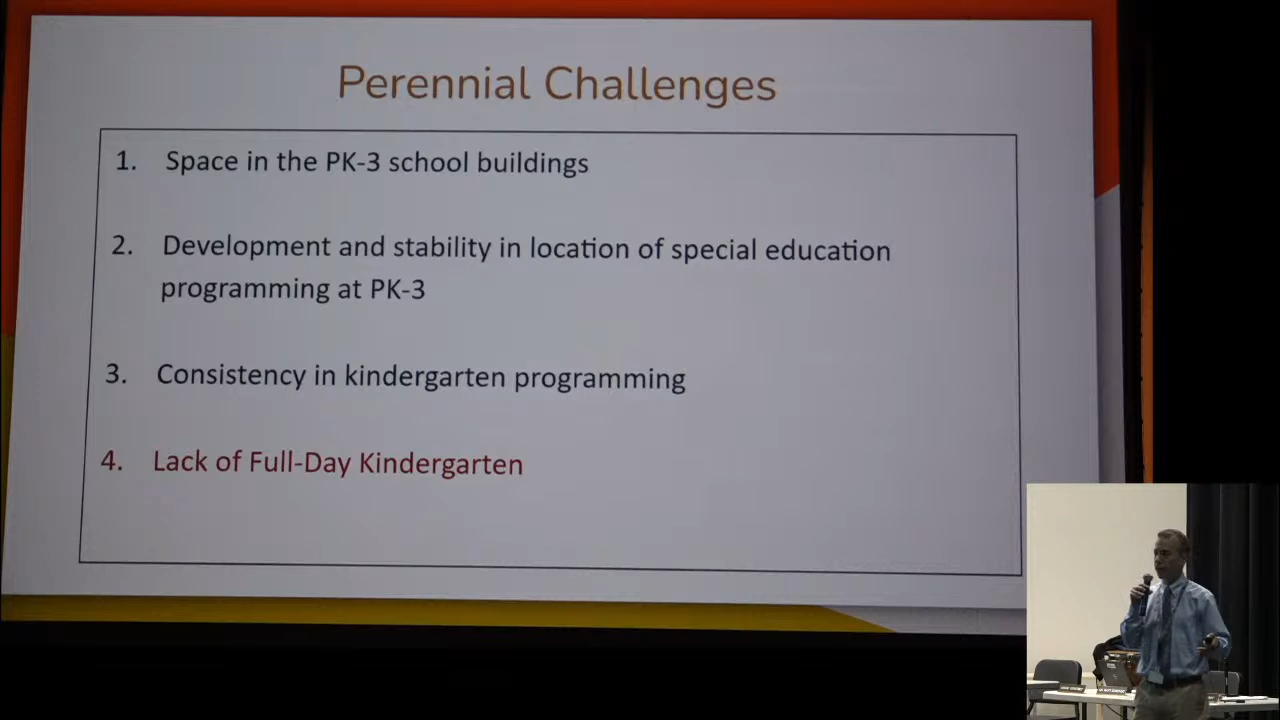 Perennial Challenges
1. Space in the PK-3 school buildings
2. Development and stability in location of special education
programming at PK-3
3. Consistency in kindergarten programming
4. Lack of Full-Day Kindergarten